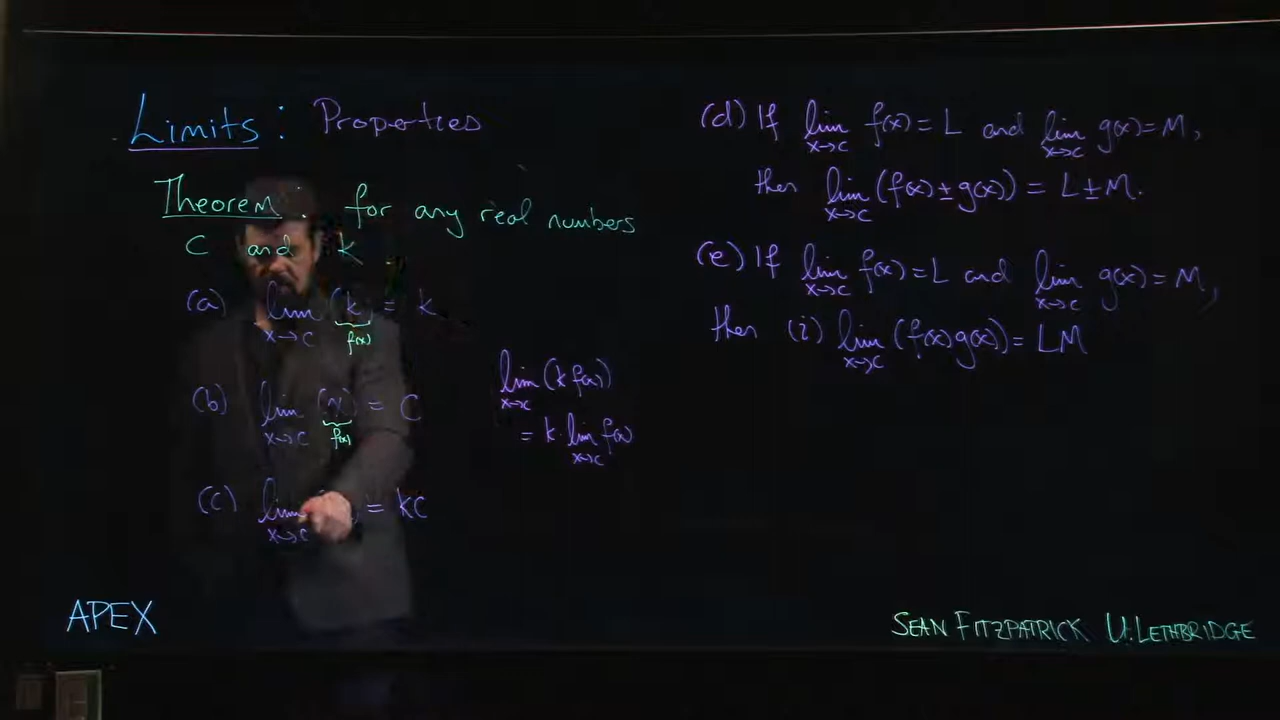 Limits: Properties
Theorem: for any real numbers
c and k
(a) lim x→c (k) = k
f(x)
(b) lim x→c (x) = c
f(x)
(c) lim x→c = kc
lim x→c (k f(x))
= k · lim x→c f(x)
(d) If lim x→c f(x) = L and lim x→c g(x) = M,
then lim x→c (f(x) ± g(x)) = L ± M.
(e) If lim x→c f(x) = L and lim x→c g(x) = M,
then (i) lim x→c (f(x)g(x)) = LM
APEX
SEAN FITZPATRICK U. LETHBRIDGE